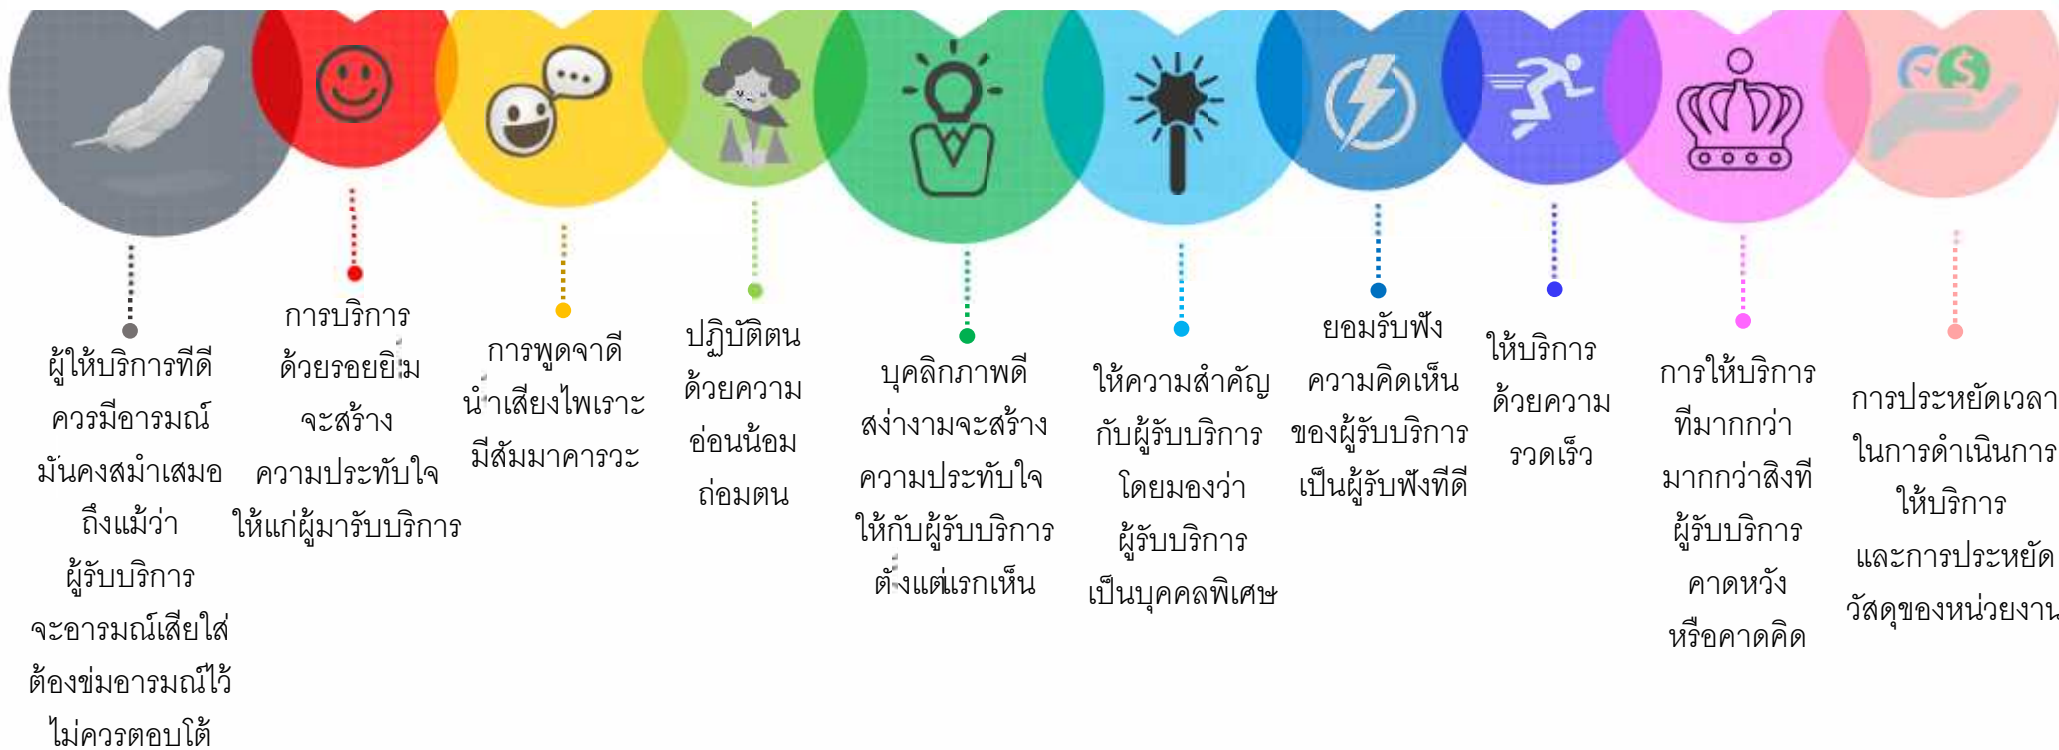 ผู้ให้บริการที่ดี
ควรมีอารมณ์
มั่นคงสม่ำเสมอ
ถึงแม้ว่า
ผู้รับบริการ
จะอารมณ์เสียใส่
ต้องข่มอารมณ์ไว้
ไม่ควรตอบโต้
การบริการ
ด้วยรอยยิ้ม
จะสร้าง
ความประทับใจ
ให้แก่ผู้มารับบริการ
การพูดจาดี
น้ำเสียงไพเราะ
มีสัมมาคารวะ
ปฏิบัติตน
ด้วยความ
อ่อนน้อม
ถ่อมตน
บุคลิกภาพดี
สง่างามจะสร้าง
ความประทับใจ
ให้กับผู้รับบริการ
ตั้งแต่แรกเห็น
ให้ความสำคัญ
กับผู้รับบริการ
โดยมองว่า
ผู้รับบริการ
เป็นบุคคลพิเศษ
ยอมรับฟัง
ความคิดเห็น
ของผู้รับบริการ
เป็นผู้รับฟังที่ดี
ให้บริการ
ด้วยความ
รวดเร็ว
การให้บริการ
ที่มากกว่า
มากกว่าสิ่งที่
ผู้รับบริการ
คาดหวัง
หรือคาดคิด
การประหยัดเวลา
ในการดำเนินการ
ให้บริการ
และการประหยัด
วัสดุของหน่วยงาน